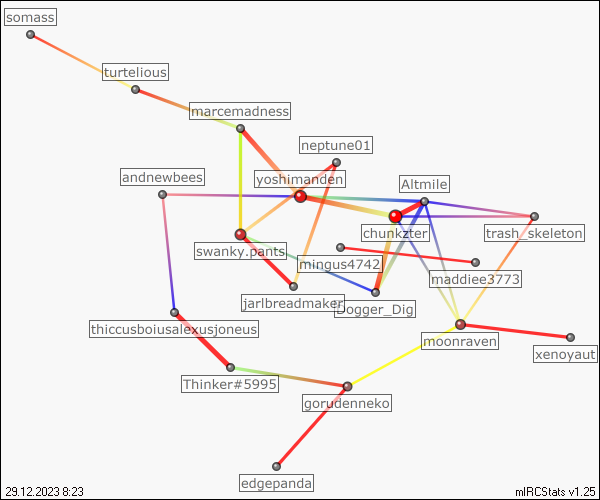 somass
turtelious
marcemadness
neptune01
andnewbees
yoshimanden
Altmile
chunkzter
trash_skeleton
swanky.pants
mingus4742
maddiee3773
jarlbreadmaker
Dogger_Dig
thiccusboiusalexusjoneus
moonraven
xenoyaut
Thinker#5995
gorudenneko
edgepanda
29.12.2023 8:23
mIRCStats v1.25